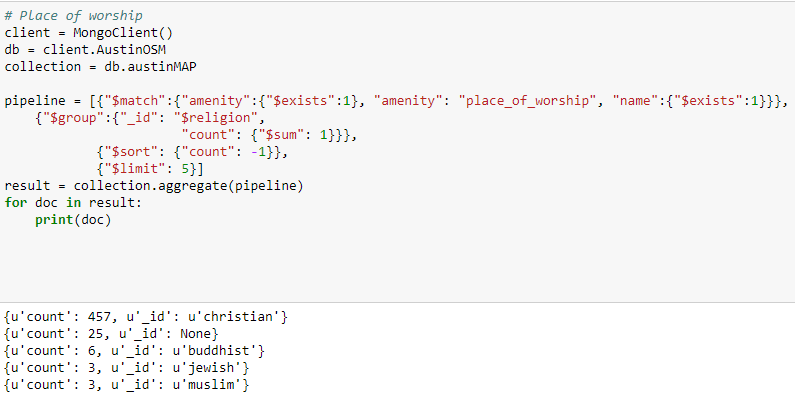 # Place of worship
client = MongoClient()
db = client.AustinOSM
collection = db.austinMAP
pipeline = [{"$match":{"amenity":{"$exists":1}, "amenity": "place_of_worship", "name":{"$exists":1}}},
{"$group":{"_id": "$religion",
"count": {"$sum": 1}}},
{"$sort": {"count": -1}},
{"$limit": 5}]
result = collection.aggregate(pipeline)
for doc in result:
print(doc)
{u'count': 457, u'_id': u'christian'}
{u'count': 25, u'_id': None}
{u'count': 6, u'_id': u'buddhist'}
{u'count': 3, u'_id': u'jewish'}
{u'count': 3, u'_id': u'muslim'}